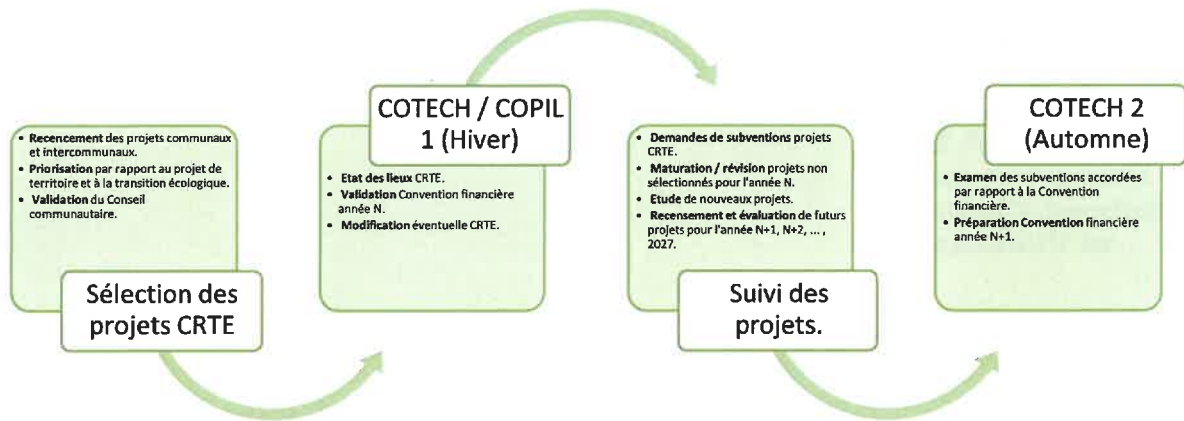 • Recencement des projets communaux
et intercommunaux.
• Priorisation par rapport au projet de
territoire et à la transition écologique.
• Validation du Conseil
communautaire.
Sélection des
projets CRTE
COTECH / COPIL
1 (Hiver)
• Etat des lieux CRTE.
• Validation Convention financière
année N.
• Modification éventuelle CRTE.
• Demandes de subventions projets
CRTE.
• Maturation / révision projets non
sélectionnés pour l'année N.
• Etude de nouveaux projets.
• Recensement et évaluation de futurs
projets pour l'année N+1, N+2, ... ,
2027.
Suivi des
projets.
COTECH 2
(Automne)
• Examen des subventions accordées
par rapport à la Convention
financière.
• Préparation Convention financière
année N+1.